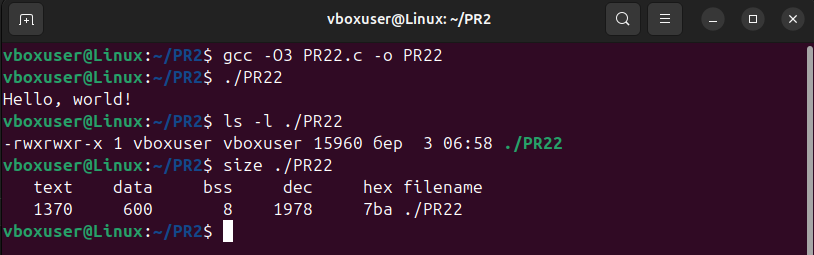 vboxuser@Linux: ~/PR2
vboxuser@Linux:~/PR2$ gcc -O3 PR22.c -o PR22
vboxuser@Linux:~/PR2$ ./PR22
Hello, world!
vboxuser@Linux:~/PR2$ ls -l ./PR22
-rwxrwxr-x 1 vboxuser vboxuser 15960 бер  3 06:58 ./PR22
vboxuser@Linux:~/PR2$ size ./PR22
   text    data     bss     dec     hex filename
   1370     600       8    1978     7ba ./PR22
vboxuser@Linux:~/PR2$